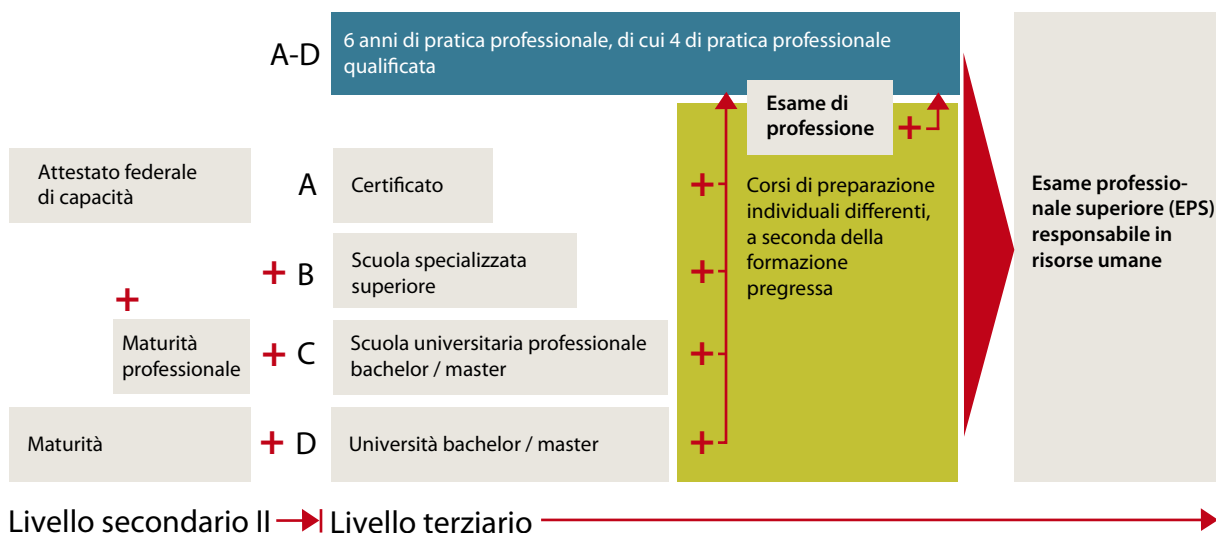 A-D
6 anni di pratica professionale, di cui 4 di pratica professionale
qualificata
Esame di
professione
+
Attestato federale
di capacità
A
Certificato
+
Corsi di preparazione
individuali differenti,
a seconda della
formazione
pregressa
+ B
Scuola specializzata
superiore
+
+
Maturità
professionale
+ C
Scuola universitaria professionale
bachelor / master
+
Maturità
+ D
Università bachelor / master
+
Esame professio-
nale superiore (EPS)
responsabile in
risorse umane
Livello secondario II
Livello terziario